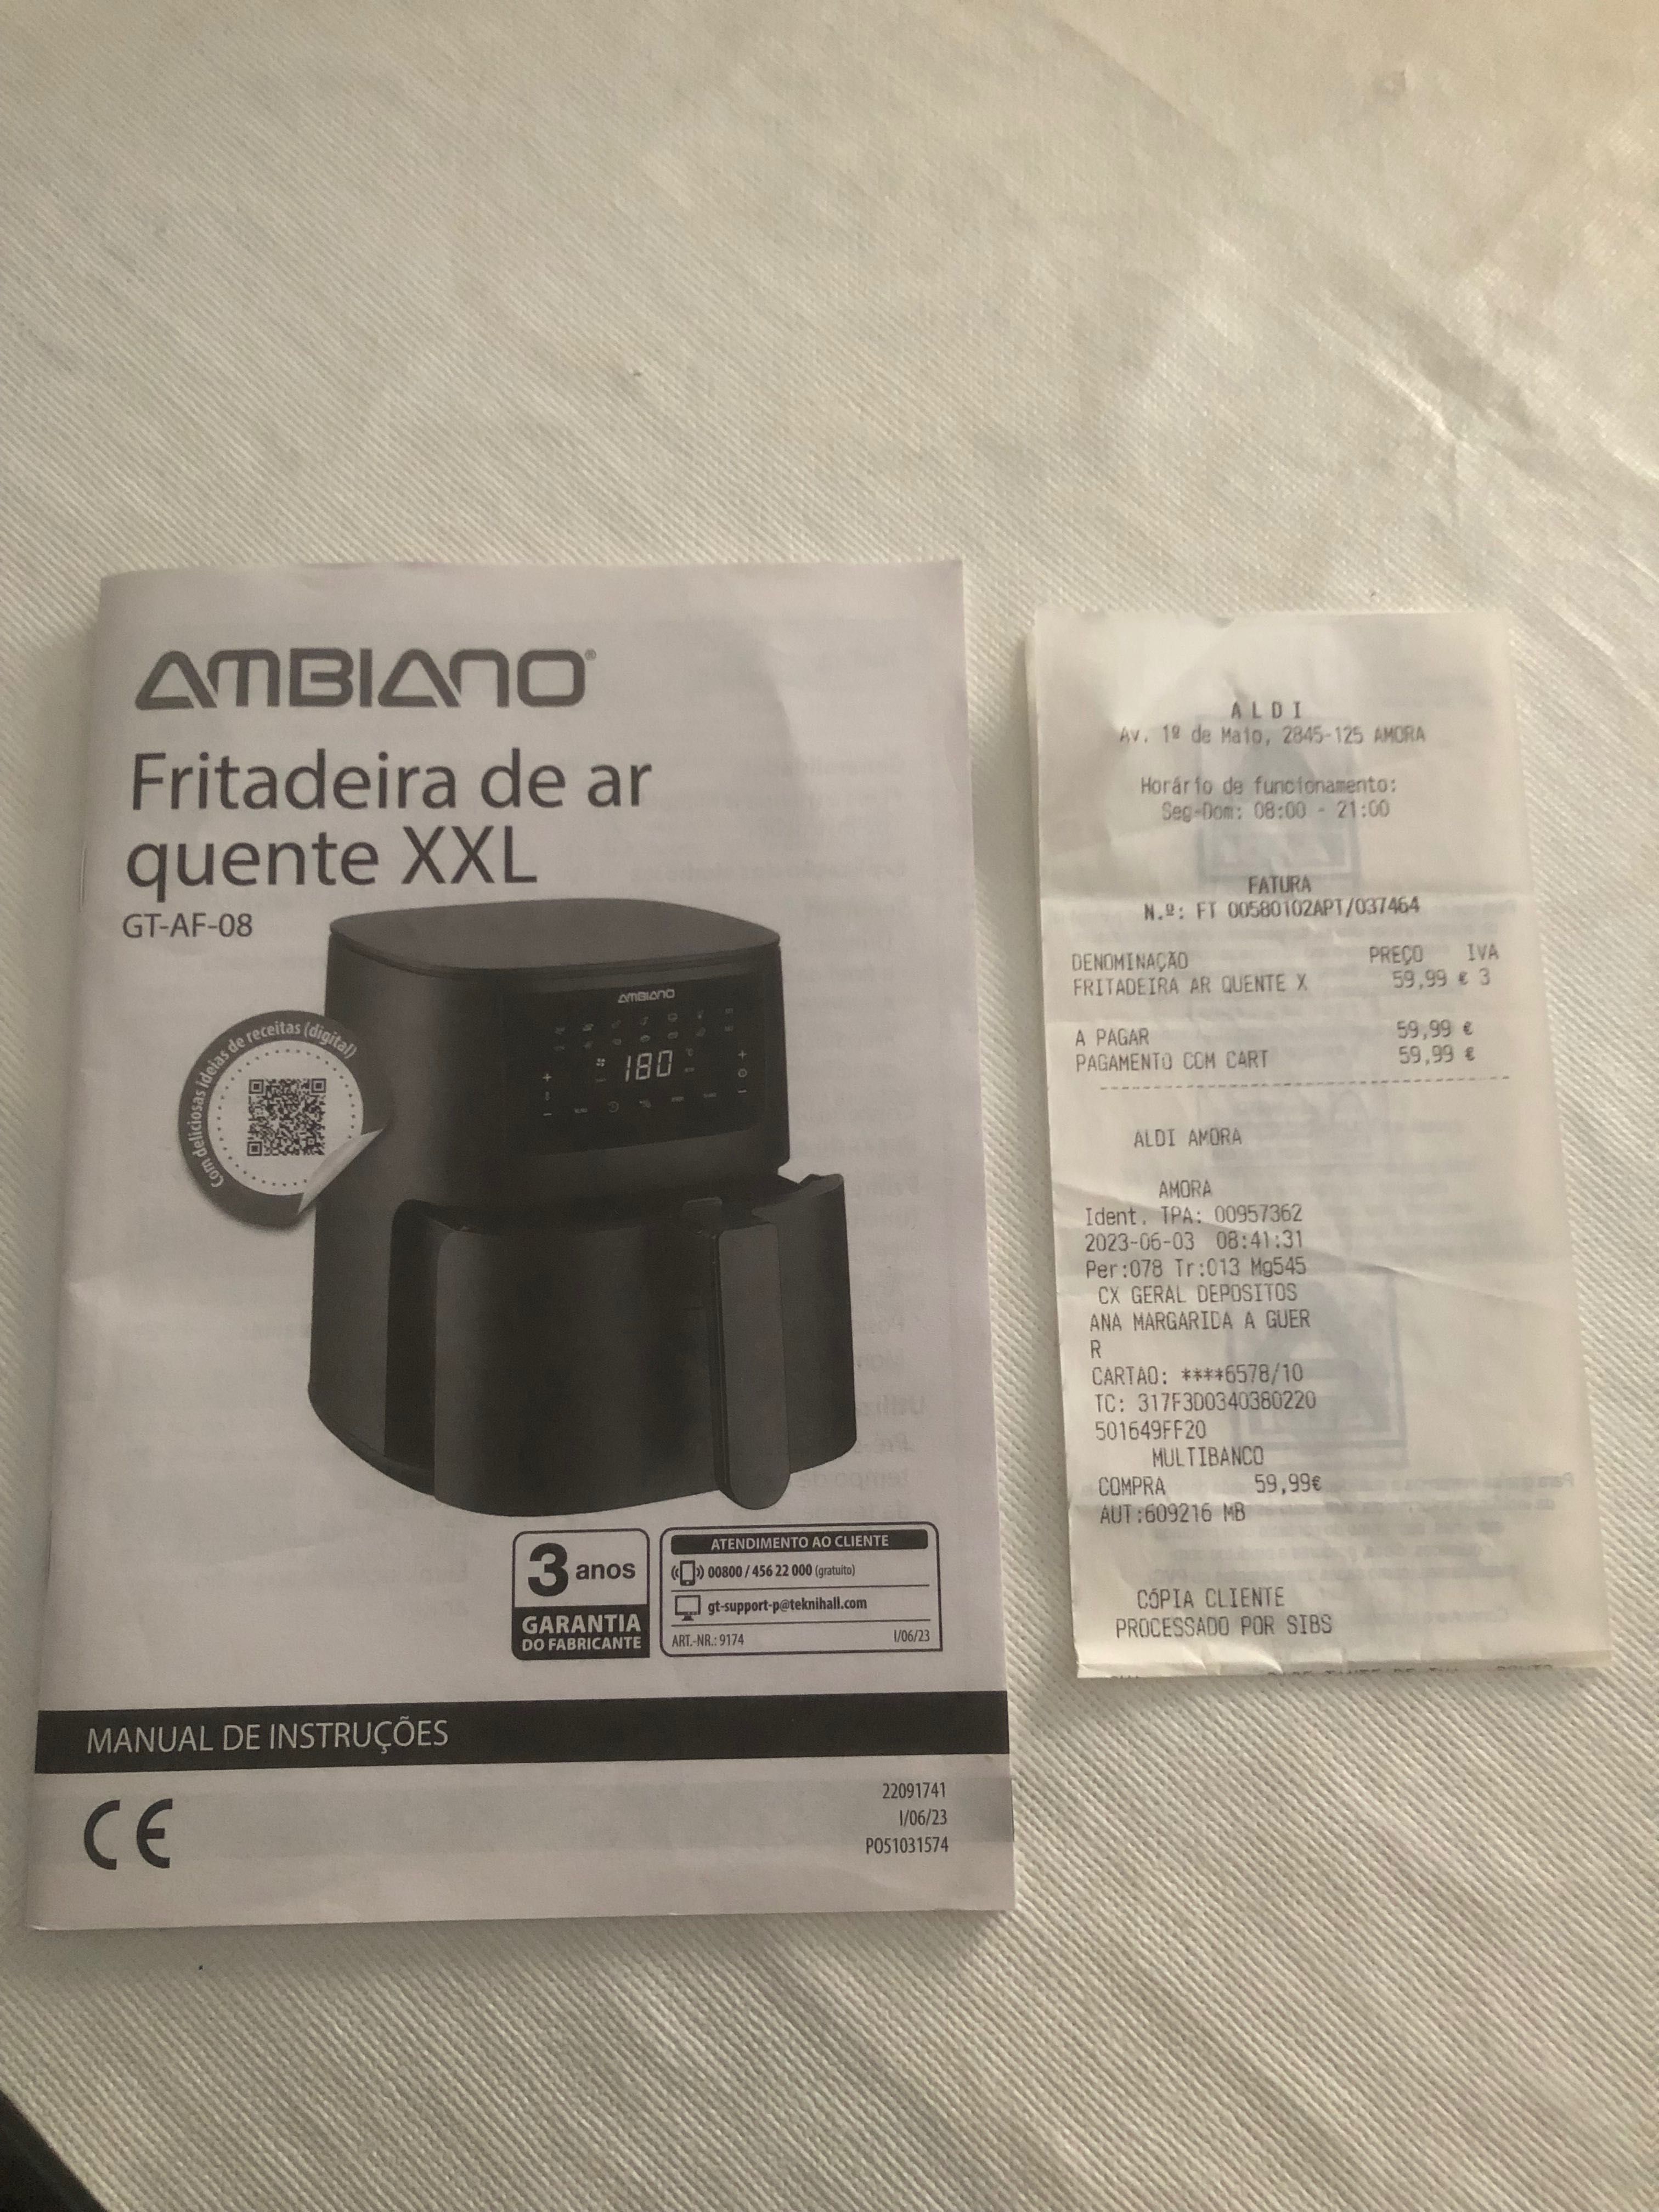 AMBIANO®
Fritadeira de ar
quente XXL
GT-AF-08
AMBIANO
180
Com deliciosas ideias de receitas (digital)
3 anos
GARANTIA
DO FABRICANTE
ATENDIMENTO AO CLIENTE
00800 / 456 22 000 (gratuito)
gt-support-p@teknihall.com
ART.-NR.: 9174 I/06/23
MANUAL DE INSTRUÇÕES
CE
22091741
I/06/23
PO51031574
ALDI
Av. 1º de Maio, 2845-125 AMORA
Horário de funcionamento:
Seg-Dom: 08:00 - 21:00
FATURA
N.º: FT 00580102APT/037464
DENOMINAÇÃO PREÇO IVA
FRITADEIRA AR QUENTE X 59,99 € 3
A PAGAR 59,99 €
PAGAMENTO COM CART 59,99 €
ALDI AMORA
AMORA
Ident. TPA: 00957362
2023-06-03 08:41:31
Per:078 Tr:013 Mg545
CX GERAL DEPOSITOS
ANA MARGARIDA A GUER
R
CARTAO: ****6578/10
TC: 317F3D0340380220
501649FF20
MULTIBANCO
COMPRA 59,99€
AUT:609216 MB
CÓPIA CLIENTE
PROCESSADO POR SIBS